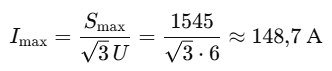 I_max = S_max / (√3 U) = 1545 / (√3 · 6) ≈ 148,7 A